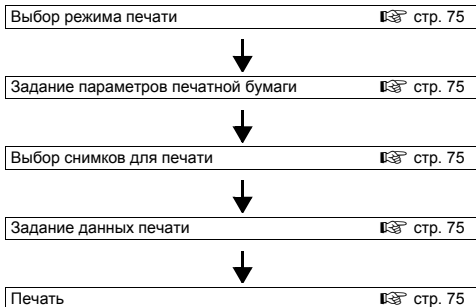 Выбор режима печати ☞ стр. 75
Задание параметров печатной бумаги ☞ стр. 75
Выбор снимков для печати ☞ стр. 75
Задание данных печати ☞ стр. 75
Печать ☞ стр. 75